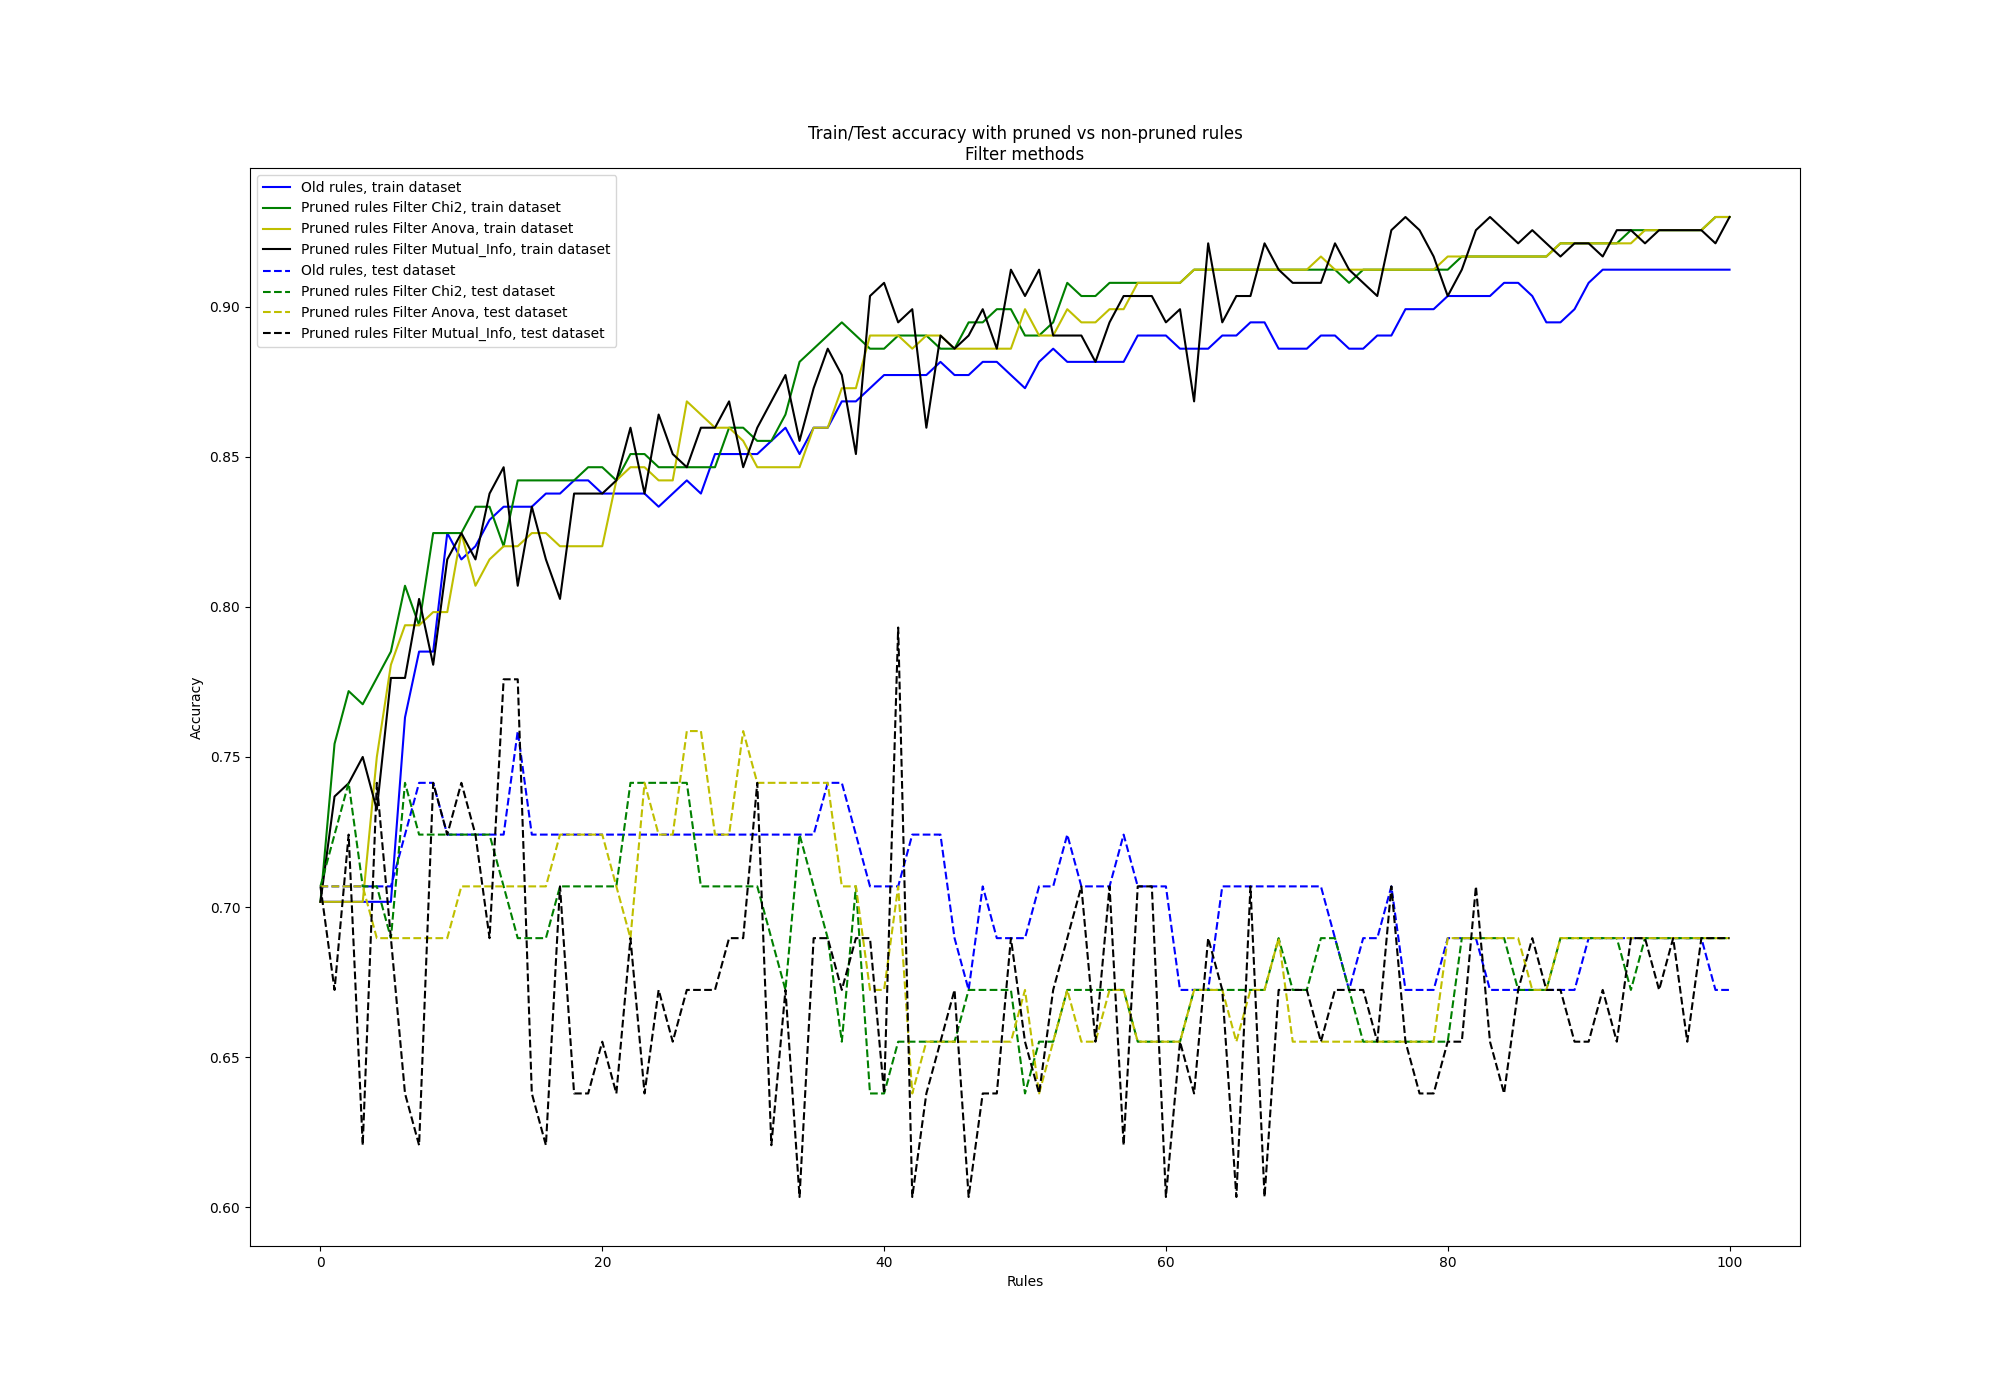 Train/Test accuracy with pruned vs non-pruned rules
Filter methods
Old rules, train dataset
Pruned rules Filter Chi2, train dataset
Pruned rules Filter Anova, train dataset
Pruned rules Filter Mutual_Info, train dataset
Old rules, test dataset
Pruned rules Filter Chi2, test dataset
Pruned rules Filter Anova, test dataset
Pruned rules Filter Mutual_Info, test dataset
0.90
0.85
0.80
0.75
0.70
0.65
0.60
Accuracy
0 20 40 60 80 100
Rules